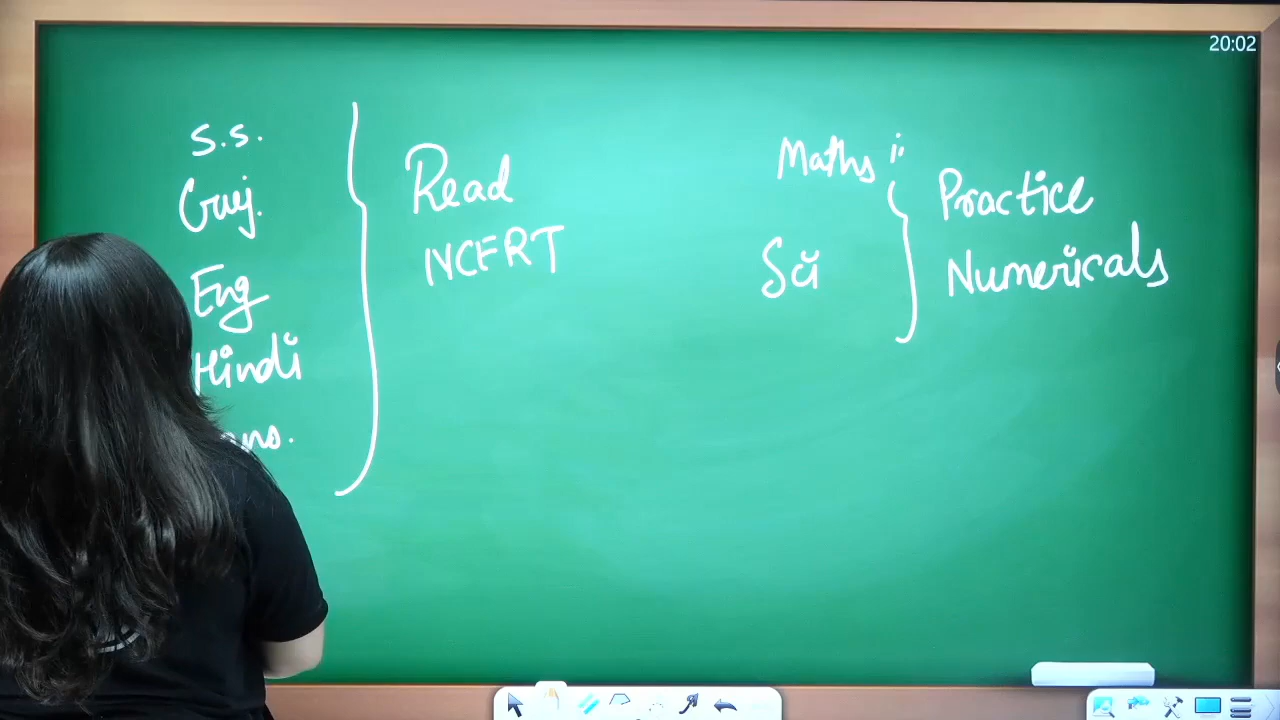 20:02
S.S.
Guj.
Eng
Hindi
Read
NCERT
Maths
Sci
Practice
Numericals